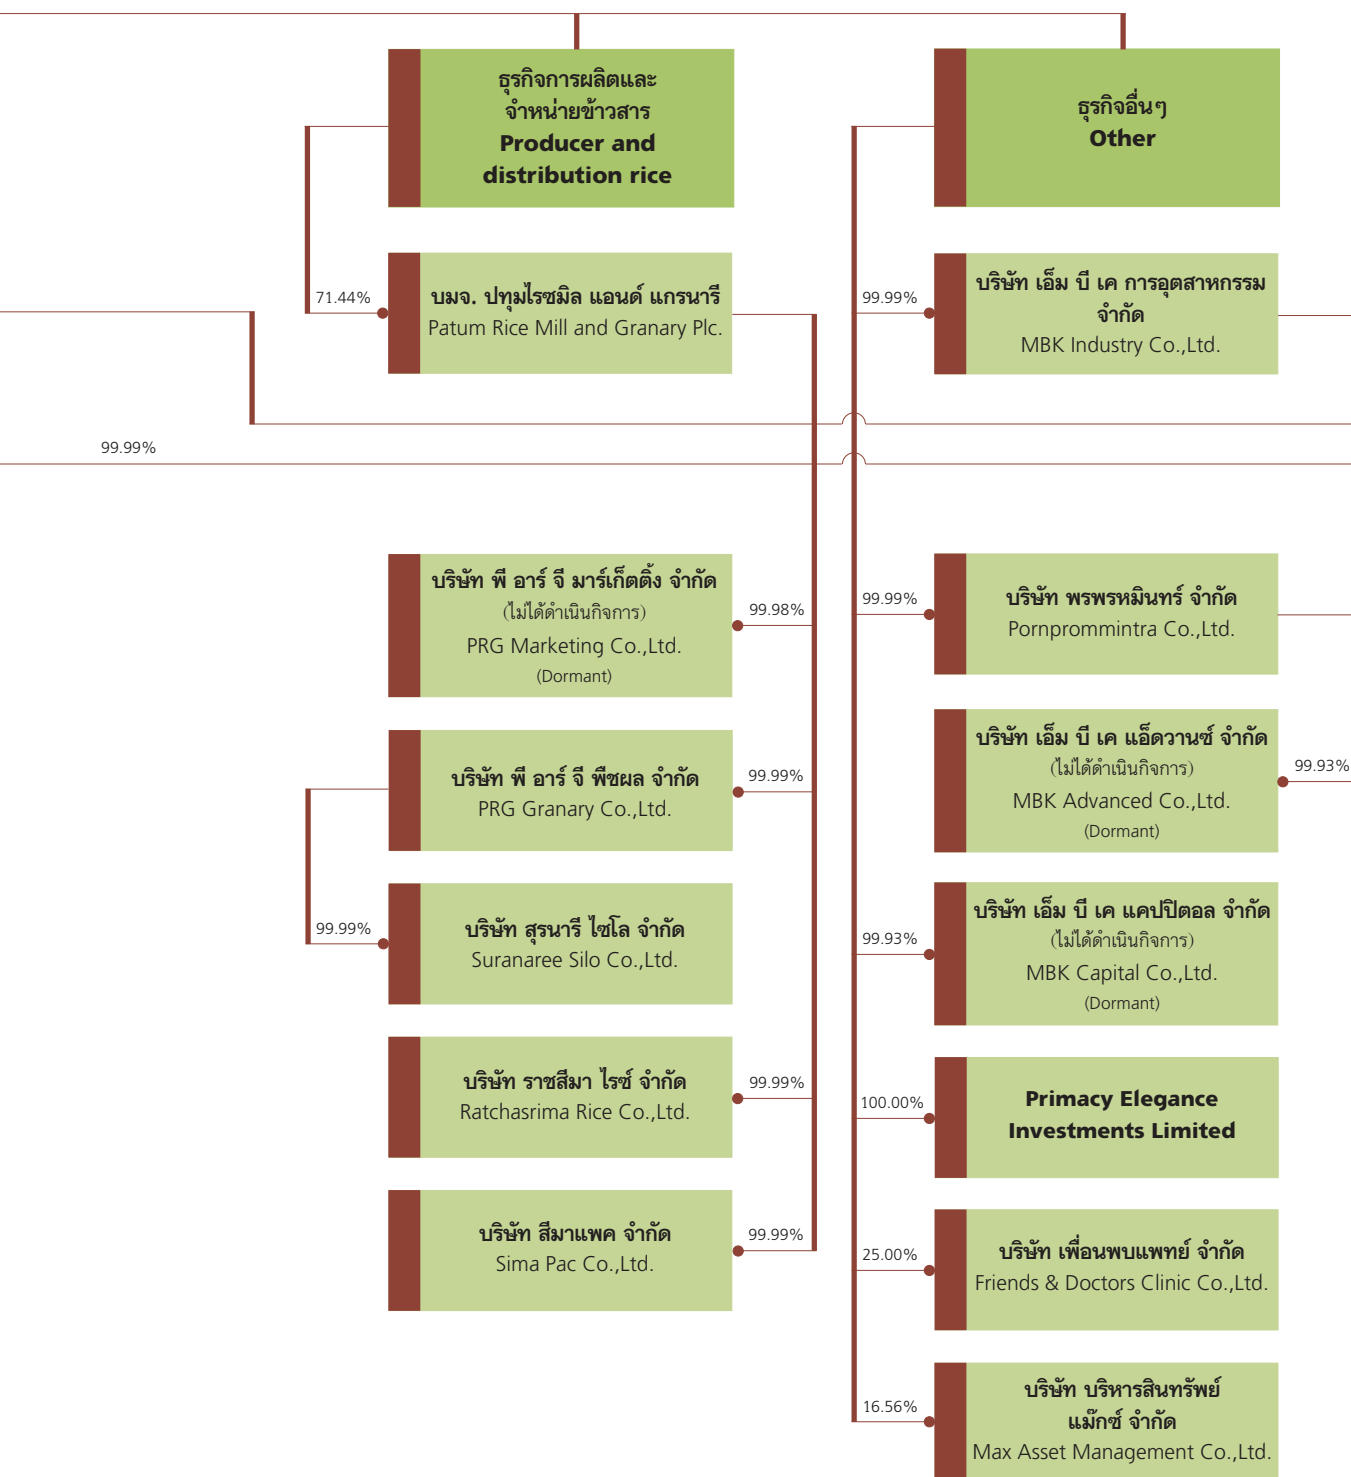 ธุรกิจการผลิตและ
จำหน่ายข้าวสาร
Producer and
distribution rice
71.44%
บมจ. ปทุมไรซมิล แอนด์ แกรนารี
Patum Rice Mill and Granary Plc.
99.99%
บริษัท พี อาร์ จี มาร์เก็ตติ้ง จำกัด
(ไม่ได้ดำเนินกิจการ)
PRG Marketing Co.,Ltd.
(Dormant)
99.98%
บริษัท พี อาร์ จี พืชผล จำกัด
PRG Granary Co.,Ltd.
99.99%
99.99%
บริษัท สุรนารี ไซโล จำกัด
Suranaree Silo Co.,Ltd.
บริษัท ราชสีมา ไรซ์ จำกัด
Ratchasrima Rice Co.,Ltd.
99.99%
บริษัท สีมาแพค จำกัด
Sima Pac Co.,Ltd.
99.99%
ธุรกิจอื่นๆ
Other
99.99%
บริษัท เอ็ม บี เค การอุตสาหกรรม
จำกัด
MBK Industry Co.,Ltd.
99.99%
บริษัท พรพรหมินทร์ จำกัด
Pornprommintra Co.,Ltd.
บริษัท เอ็ม บี เค แอ็ดวานซ์ จำกัด
(ไม่ได้ดำเนินกิจการ)
MBK Advanced Co.,Ltd.
(Dormant)
99.93%
99.93%
บริษัท เอ็ม บี เค แคปปิตอล จำกัด
(ไม่ได้ดำเนินกิจการ)
MBK Capital Co.,Ltd.
(Dormant)
100.00%
Primacy Elegance
Investments Limited
25.00%
บริษัท เพื่อนพบแพทย์ จำกัด
Friends & Doctors Clinic Co.,Ltd.
16.56%
บริษัท บริหารสินทรัพย์
แม๊กซ์ จำกัด
Max Asset Management Co.,Ltd.